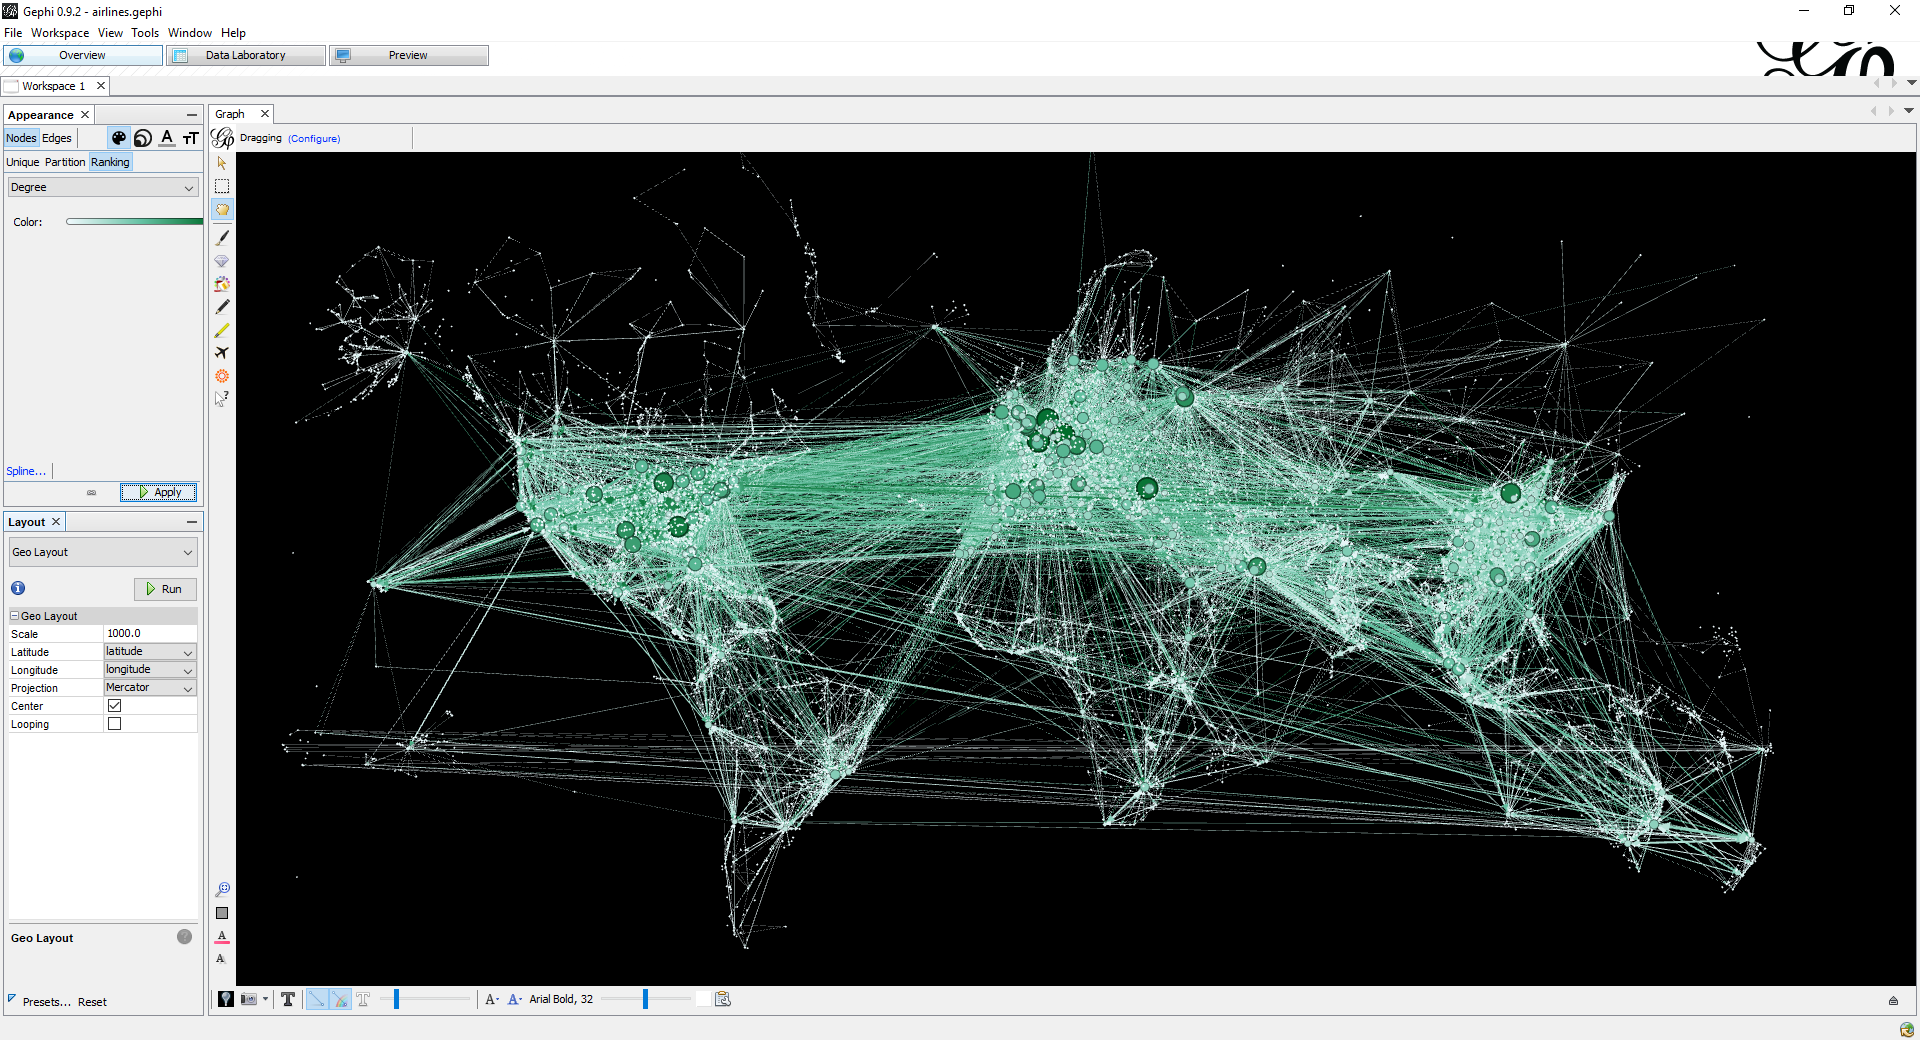 Gephi 0.9.2 - airlines.gephi
File Workspace View Tools Window Help
Overview Data Laboratory Preview
Workspace 1
Appearance
Graph
Nodes Edges
Dragging (Configure)
Unique Partition Ranking
Degree
Color:
Spline...
Apply
Layout
Geo Layout
Run
Geo Layout
Scale 1000.0
Latitude latitude
Longitude longitude
Projection Mercator
Center
Looping
Geo Layout
Presets... Reset
Arial Bold, 32